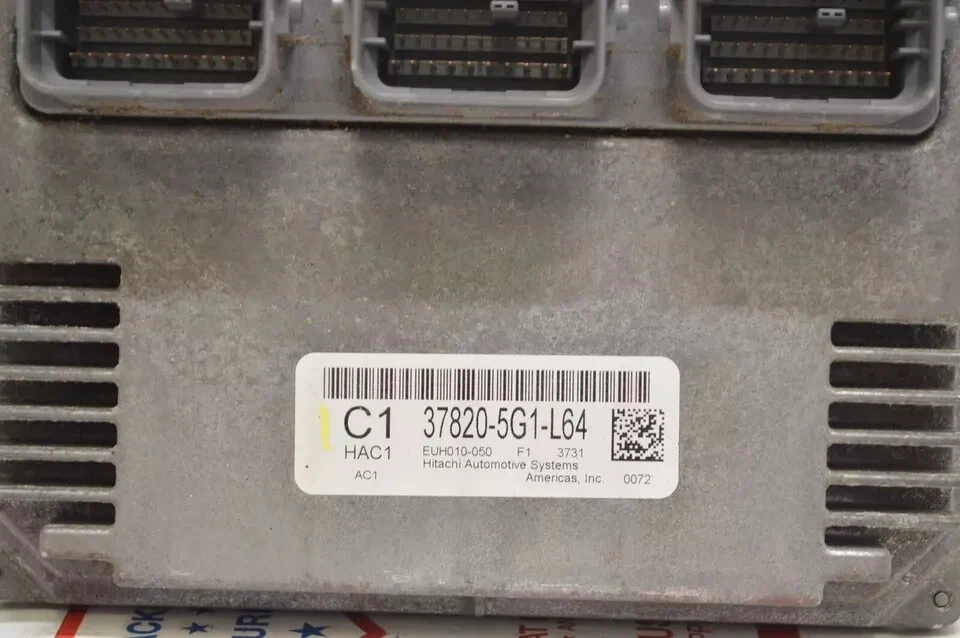 C1 37820-5G1-L64
HAC1 EUH010-050 F1 3731
Hitachi Automotive Systems
AC1 Americas, Inc. 0072